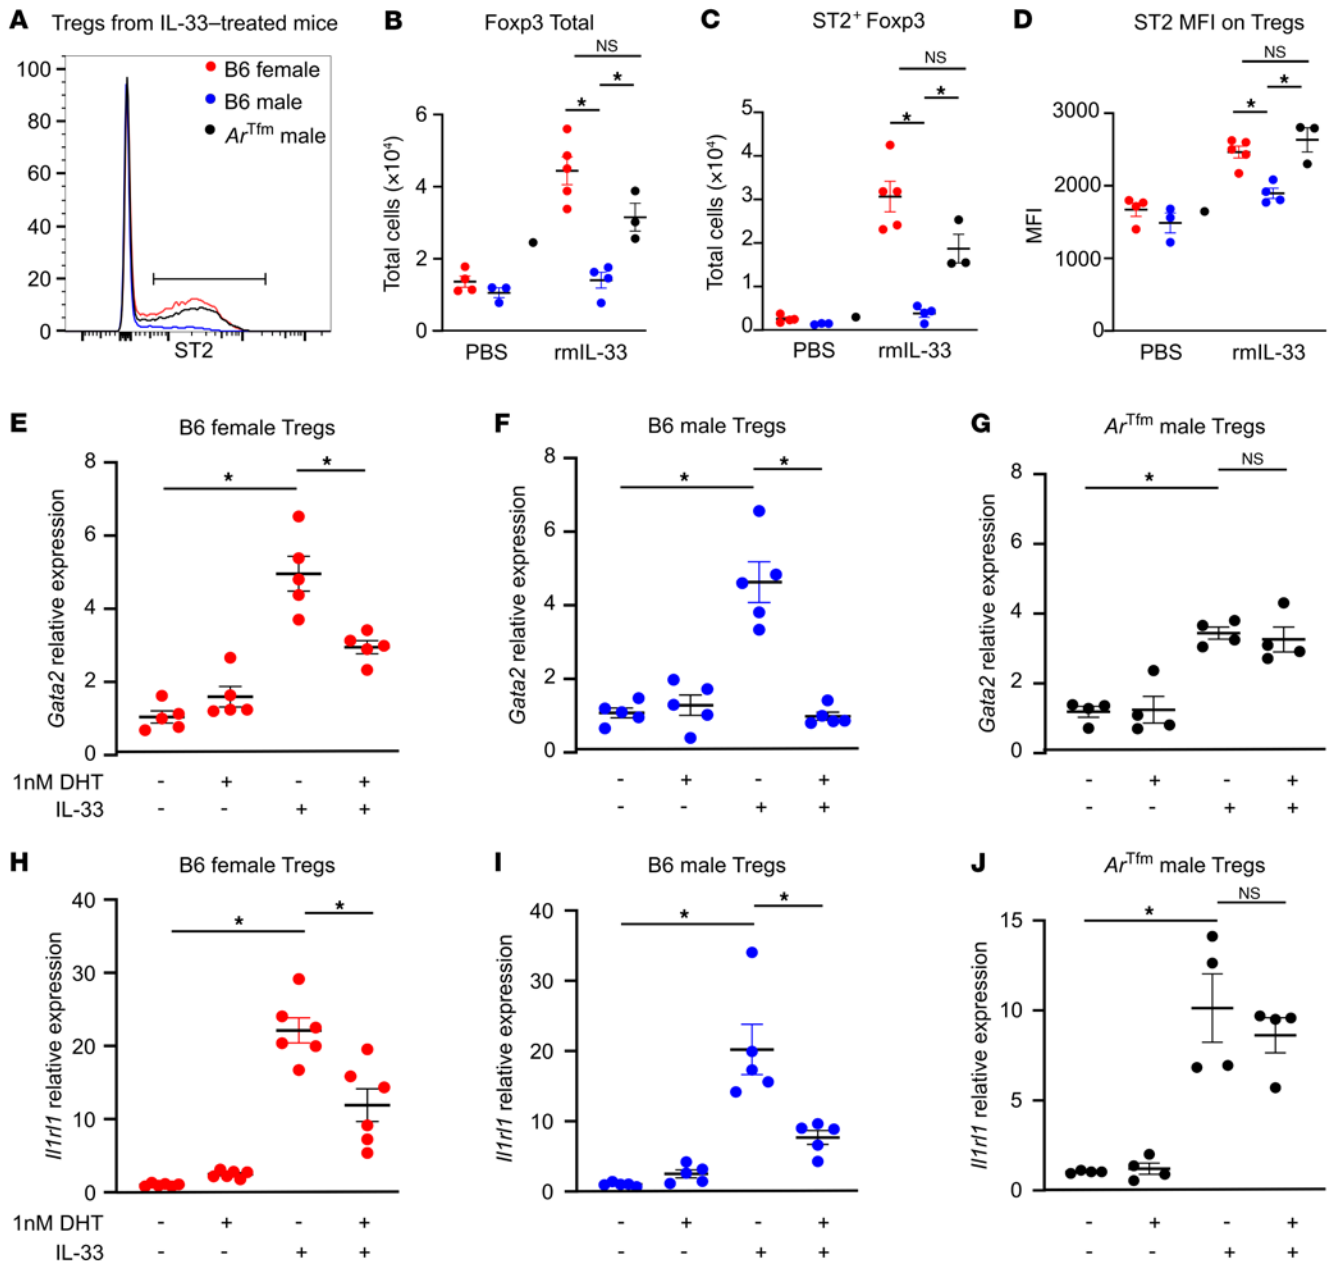 A Tregs from IL-33–treated mice
100
80
60
40
20
0
B6 female
B6 male
ArTfm male
ST2
B Foxp3 Total
NS
*
*
Total cells (×10⁴)
6
4
2
0
PBS rmIL-33
C ST2⁺ Foxp3
NS
*
*
Total cells (×10⁴)
5
4
3
2
1
0
PBS rmIL-33
D ST2 MFI on Tregs
NS
*
*
MFI
3000
2000
1000
0
PBS rmIL-33
E B6 female Tregs
* *
Gata2 relative expression
8
6
4
2
0
1nM DHT - + - +
IL-33 - - + +
F B6 male Tregs
* *
Gata2 relative expression
8
6
4
2
0
- + - +
- - + +
G ArTfm male Tregs
* NS
Gata2 relative expression
8
6
4
2
0
- + - +
- - + +
H B6 female Tregs
* *
Il1rl1 relative expression
40
30
20
10
0
1nM DHT - + - +
IL-33 - - + +
I B6 male Tregs
* *
Il1rl1 relative expression
40
30
20
10
0
- + - +
- - + +
J ArTfm male Tregs
* NS
Il1rl1 relative expression
15
10
5
0
- + - +
- - + +